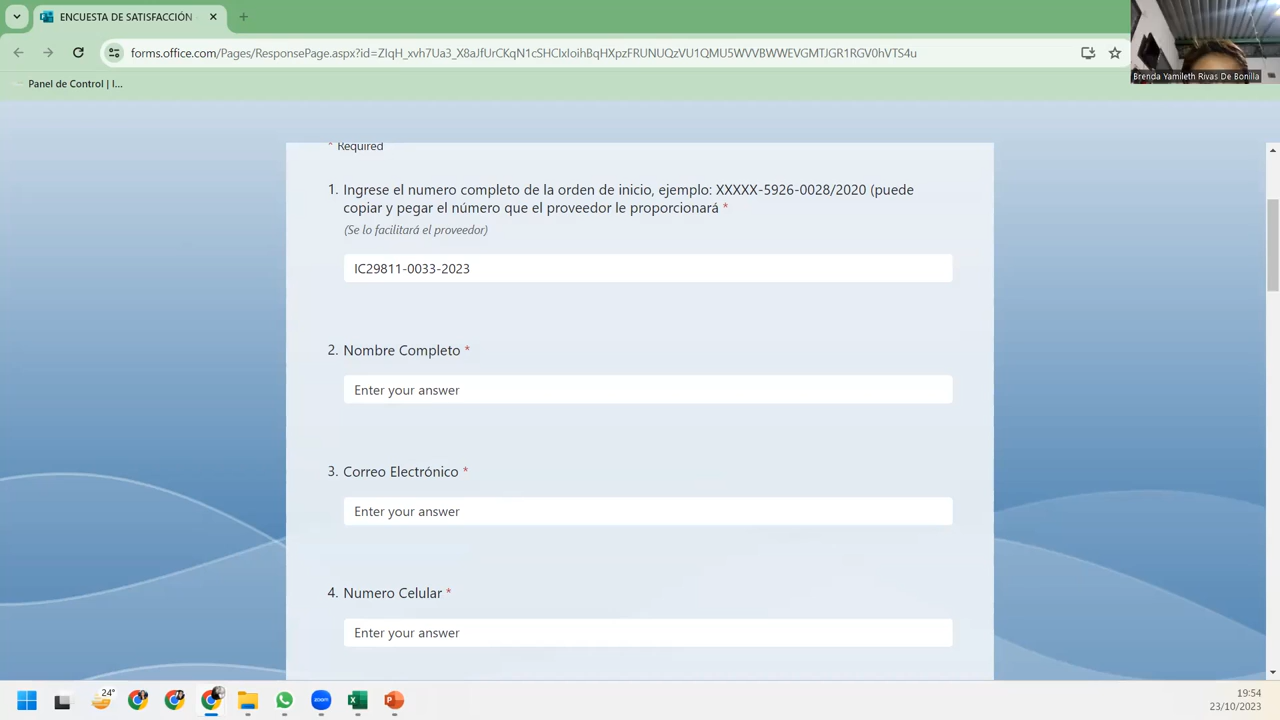 ENCUESTA DE SATISFACCIÓN
forms.office.com/Pages/ResponsePage.aspx?id=ZIqH_xvh7Ua3_X8aJfUrCKqN1cSHClxIoihBqHXpzFRUNUQzVU1QMU5WVVBWWEVGMTJGR1RGV0hVTS4u
Brenda Yamileth Rivas De Bonilla
Panel de Control | I...
* Required
1. Ingrese el numero completo de la orden de inicio, ejemplo: XXXXX-5926-0028/2020 (puede
copiar y pegar el número que el proveedor le proporcionará *
(Se lo facilitará el proveedor)
IC29811-0033-2023
2. Nombre Completo *
Enter your answer
3. Correo Electrónico *
Enter your answer
4. Numero Celular *
Enter your answer
24°
zoom
19:54
23/10/2023